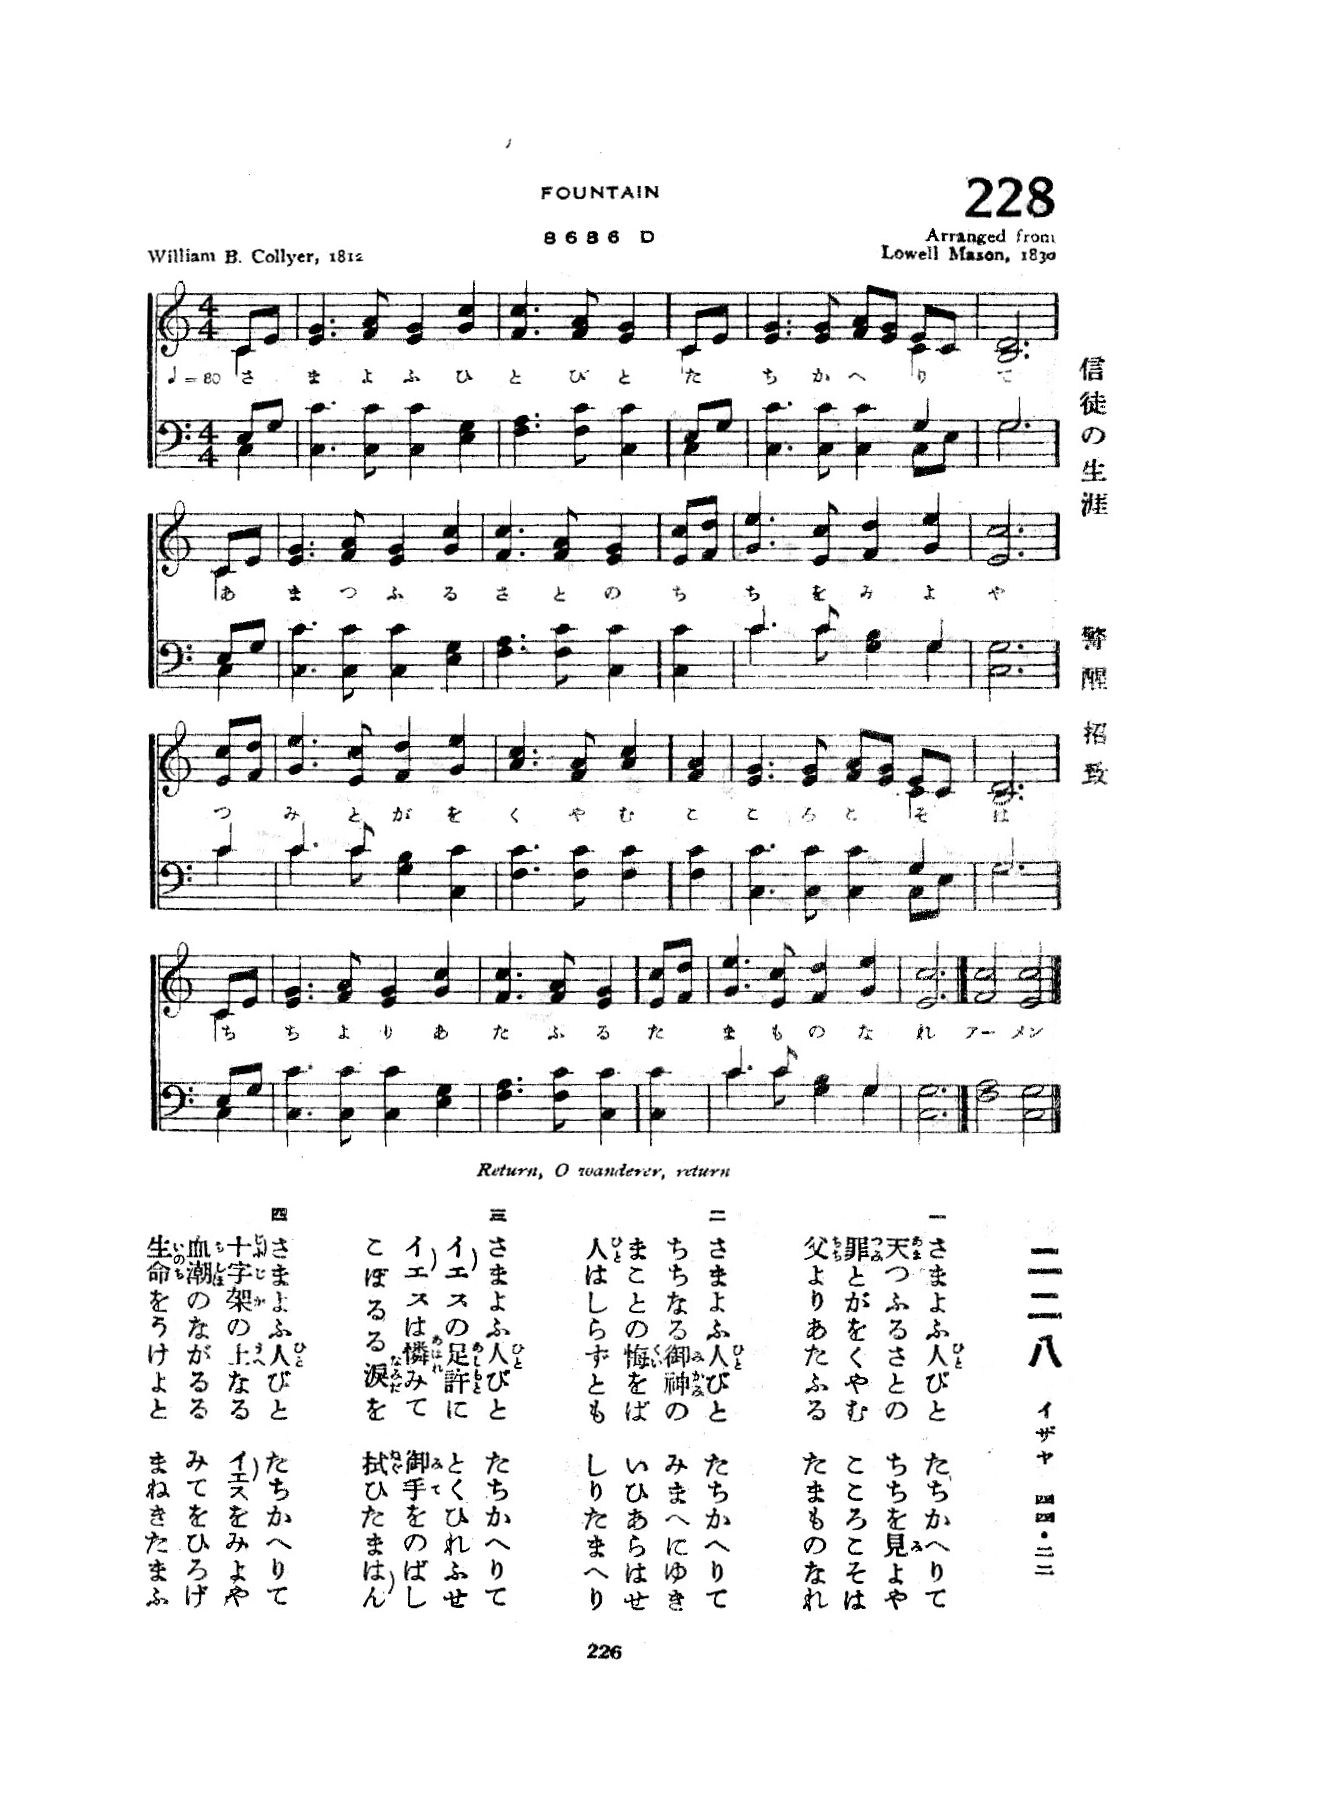 FOUNTAIN
228
8 6 8 6 D
William B. Collyer, 1812
Arranged from
Lowell Mason, 1830
信徒の生涯 警醒 招致
♩=80 さ ま よ ふ ひ と び と た ち か へ り て
あ ま つ ふ る さ と の ち ち を み よ や
つ み と が を く や む こ こ ろ こ そ は
ち ち よ り あ た ふ る た ま も の な れ アー メン
Return, O wanderer, return
二二八 イザヤ 四四・二二
一
さまよふ人びと たちかへりて
天つふるさとの ちちを見よや
罪とがをくやむ こころこそは
父よりあたふる たまものなれ
二
さまよふ人びと たちかへりて
ちちなる御神の みまへにゆき
まことの悔をば いひあらはせ
人はしらずとも しりたまへり
三
さまよふ人びと たちかへりて
イエスの足許に とくひれふせ
イエスは憐みて 御手をのばし
こぼるる涙を 拭ひたまはん
四
さまよふ人びと たちかへりて
十字架の上なる イエスをみよや
血潮のながるる みてをひろげ
生命をうけよと まねきたまふ
226